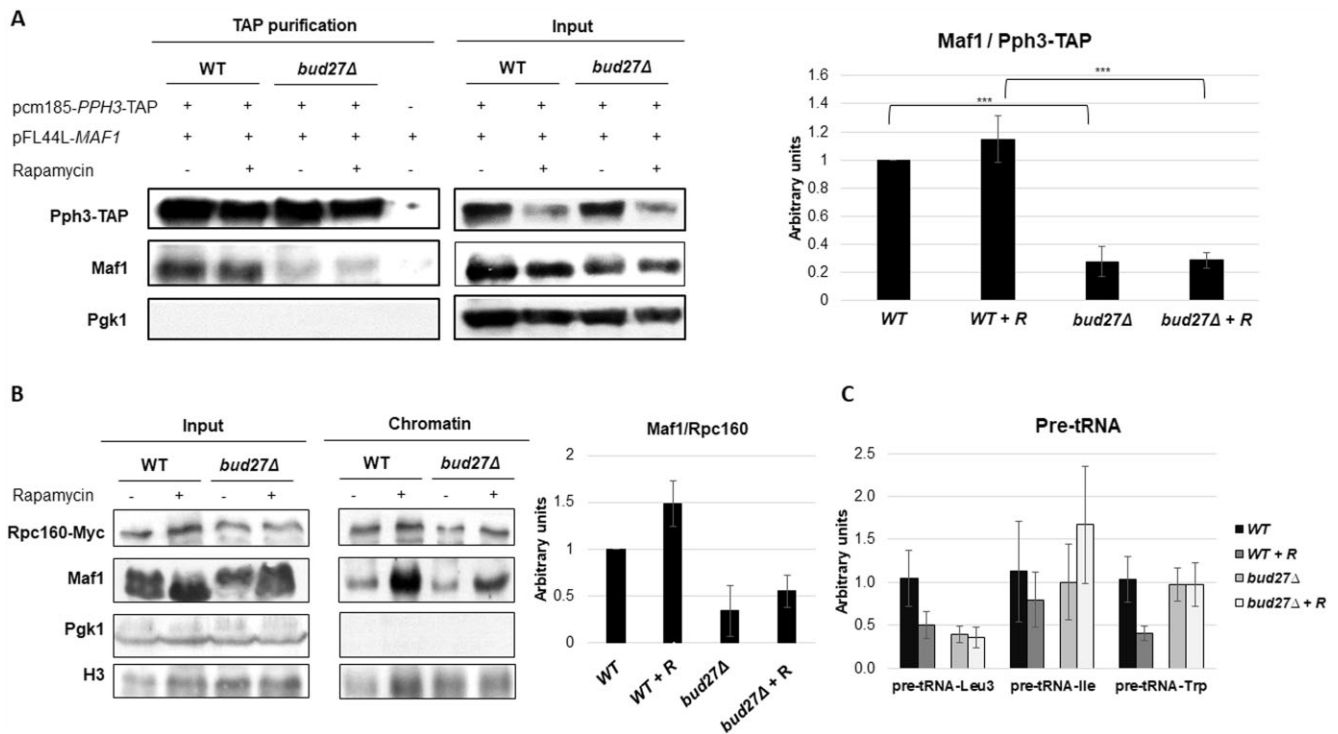 A
TAP purification
Input
WT
bud27Δ
WT
bud27Δ
pcm185-PPH3-TAP
+ + + + - + + + +
pFL44L-MAF1
+ + + + + + + + +
Rapamycin
- + - + - - + - +
Pph3-TAP
Maf1
Pgk1
Maf1 / Pph3-TAP
Arbitrary units
1.6
1.4
1.2
1
0.8
0.6
0.4
0.2
0
***
***
WT
WT + R
bud27Δ
bud27Δ + R
B
Input
Chromatin
WT
bud27Δ
WT
bud27Δ
Rapamycin
- + - + - + - +
Rpc160-Myc
Maf1
Pgk1
H3
Maf1/Rpc160
Arbitrary units
2
1.5
1
0.5
0
WT
WT + R
bud27Δ
bud27Δ + R
C
Pre-tRNA
Arbitrary units
2.5
2.0
1.5
1.0
0.5
0.0
pre-tRNA-Leu3
pre-tRNA-Ile
pre-tRNA-Trp
WT
WT + R
bud27Δ
bud27Δ + R